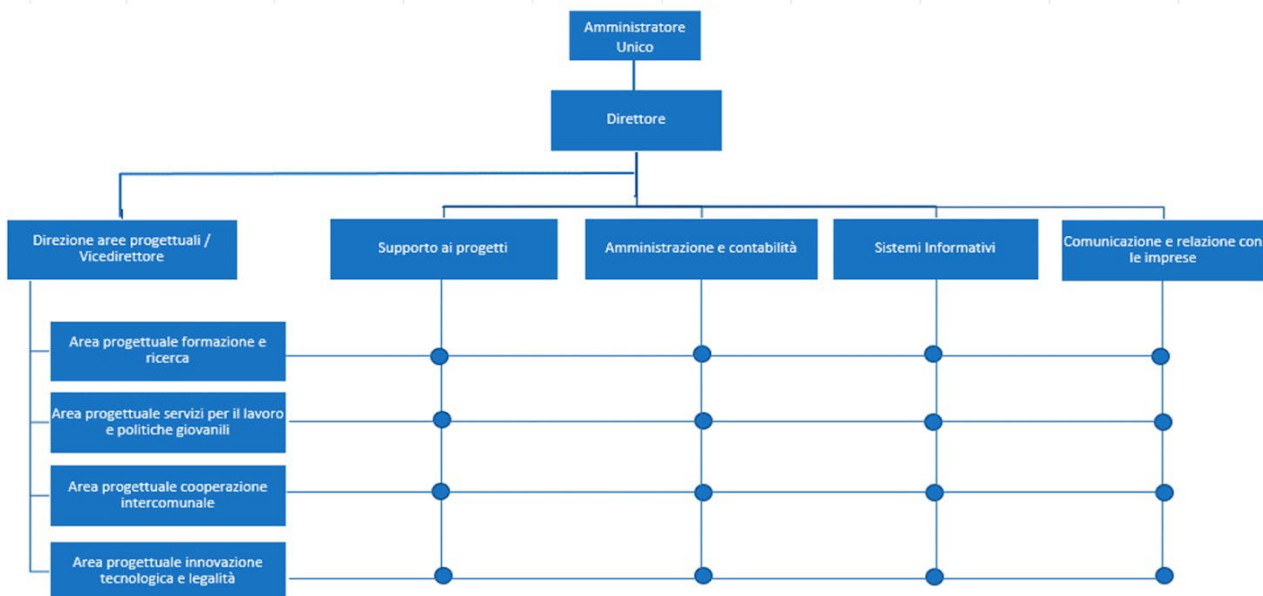 Amministratore
Unico
Direttore
Direzione aree progettuali /
Vicedirettore
Supporto ai progetti
Amministrazione e contabilità
Sistemi Informativi
Comunicazione e relazione con
le imprese
Area progettuale formazione e
ricerca
Area progettuale servizi per il lavoro
e politiche giovanili
Area progettuale cooperazione
intercomunale
Area progettuale innovazione
tecnologica e legalità